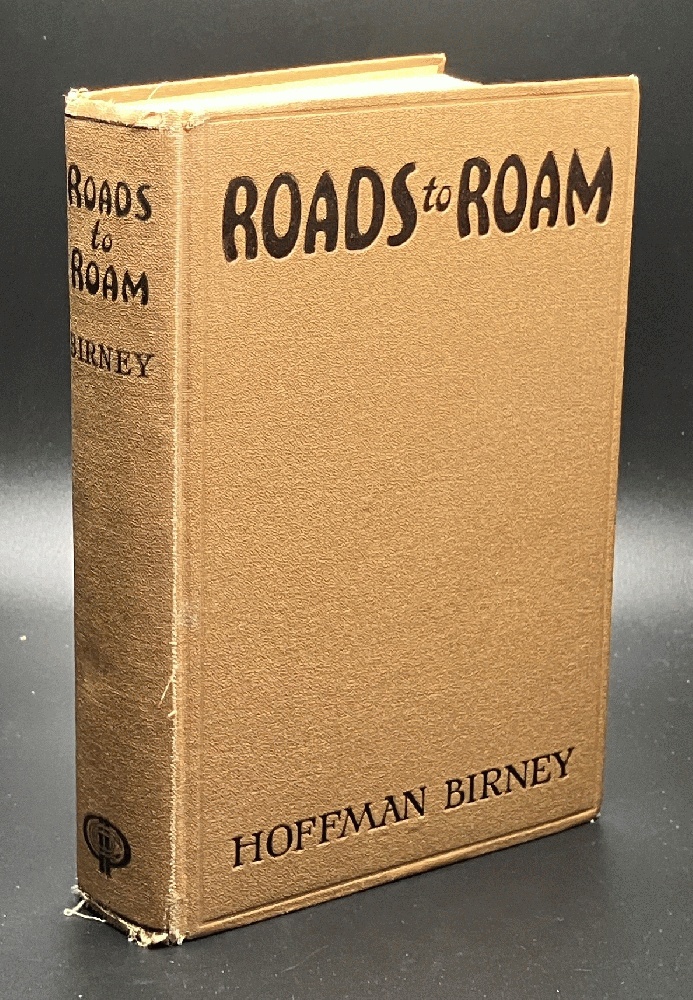 ROADS
to
ROAM
BIRNEY
ROADS to ROAM
HOFFMAN BIRNEY